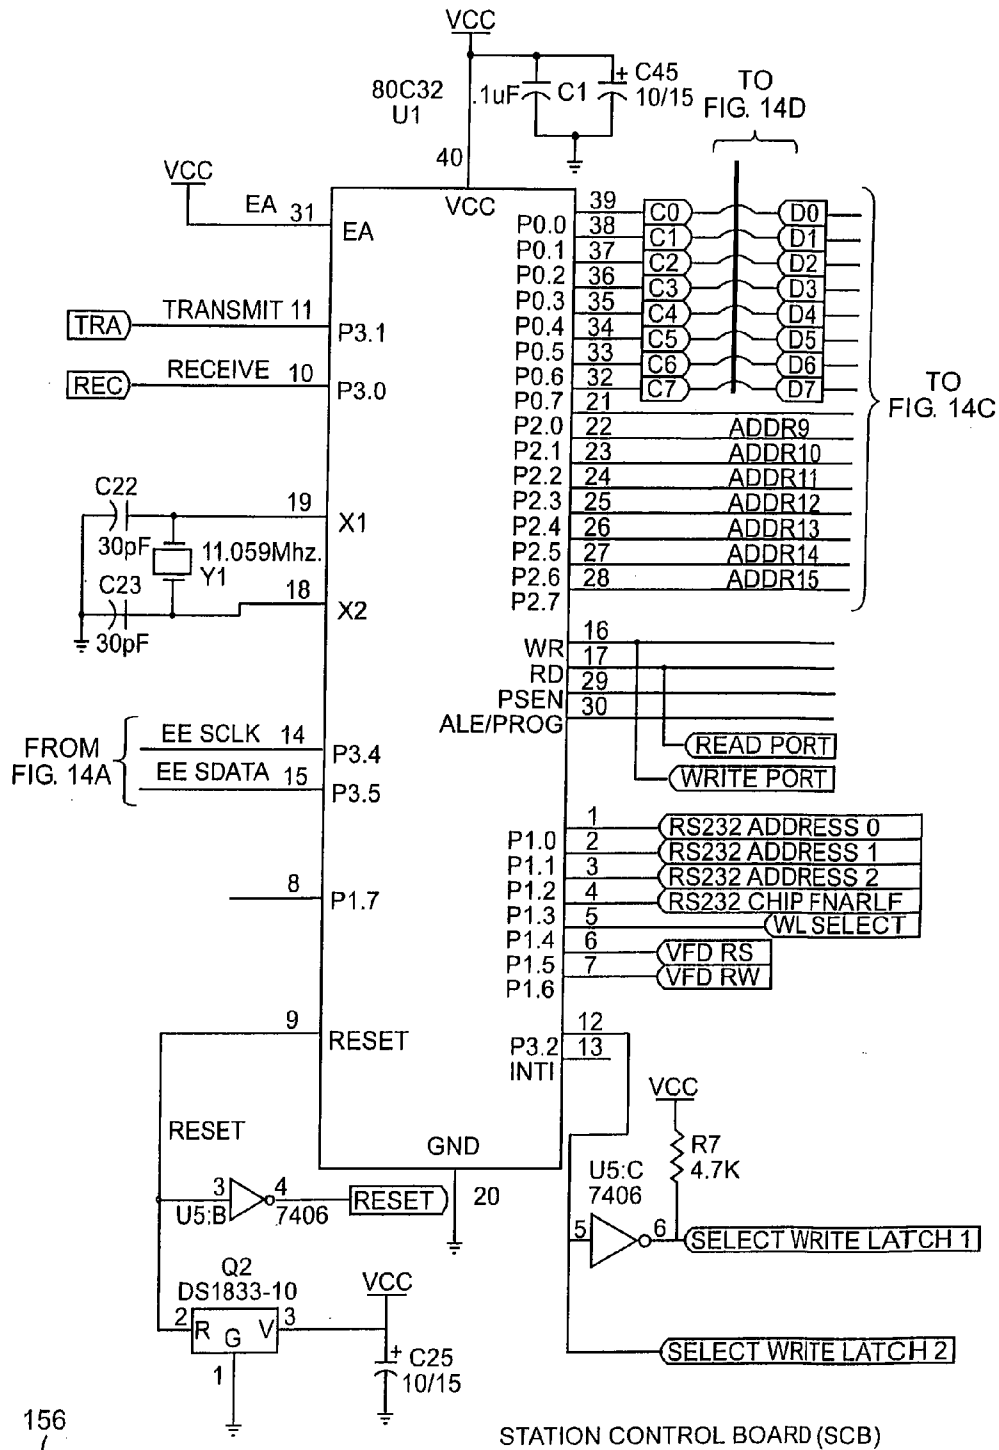 VCC
80C32
U1
.1uF C1
+ C45
10/15
TO
FIG. 14D
40
VCC
EA 31
VCC
EA
39
P0.0 C0 D0
38
P0.1 C1 D1
37
P0.2 C2 D2
36
P0.3 C3 D3
35
P0.4 C4 D4
34
P0.5 C5 D5
33
P0.6 C6 D6
32
P0.7 C7 D7
TO
FIG. 14C
TRA TRANSMIT 11 P3.1
REC RECEIVE 10 P3.0
21
P2.0
22 ADDR9
P2.1
23 ADDR10
P2.2
24 ADDR11
P2.3
25 ADDR12
P2.4
26 ADDR13
P2.5
27 ADDR14
P2.6
28 ADDR15
P2.7
C22
30pF
19 X1
11.059Mhz.
Y1
C23
30pF
18 X2
16
WR
17
RD
29
PSEN
30
ALE/PROG
READ PORT
WRITE PORT
FROM
FIG. 14A
EE SCLK 14 P3.4
EE SDATA 15 P3.5
1 RS232 ADDRESS 0
P1.0
2 RS232 ADDRESS 1
P1.1
3 RS232 ADDRESS 2
P1.2
4 RS232 CHIP FNARLF
P1.3
5 WL SELECT
P1.4
6 VFD RS
P1.5
7 VFD RW
P1.6
8 P1.7
9 RESET
12
P3.2
13
INTI
RESET
GND
20
3 4 RESET
U5:B 7406
VCC
R7
4.7K
U5:C
7406
5 6 SELECT WRITE LATCH 1
Q2
DS1833-10
2 R G V 3
1
VCC
+ C25
10/15
SELECT WRITE LATCH 2
156
STATION CONTROL BOARD (SCB)